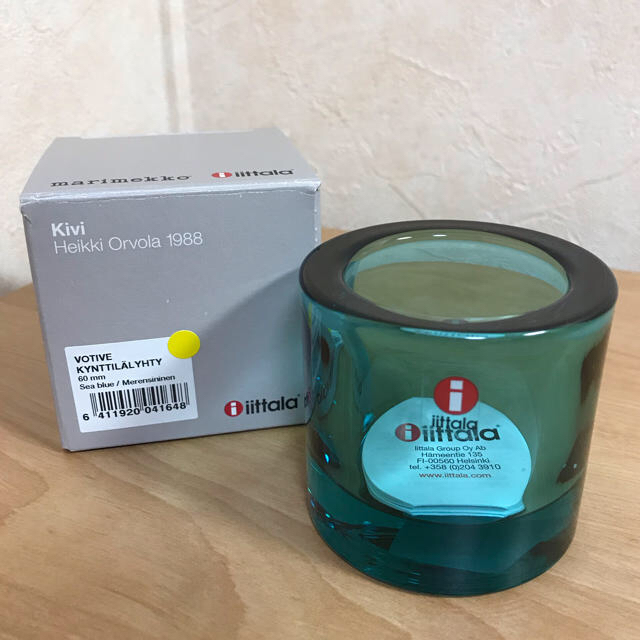 marimekko® iittala®
Kivi
Heikki Orvola 1988
VOTIVE
KYNTTILÄLYHTY
60 mm
Sea blue / Merensininen
6 411920 041648
iittala®
i
iittala
iittala®
Iittala Group Oy Ab
Hämeentie 135
FI-00560 Helsinki
tel. +358 (0)204 3910
www.iittala.com